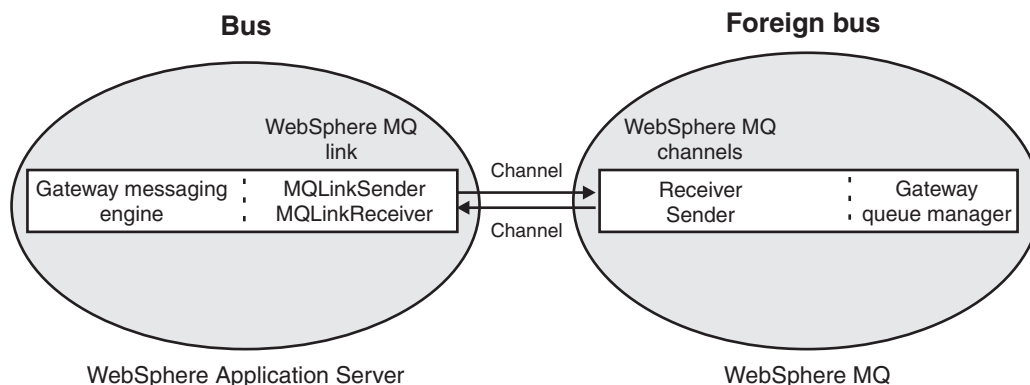 Bus
Foreign bus
WebSphere MQ
link
WebSphere MQ
channels
Channel
Gateway messaging
engine
MQLinkSender
MQLinkReceiver
Receiver
Sender
Gateway
queue manager
Channel
WebSphere Application Server
WebSphere MQ